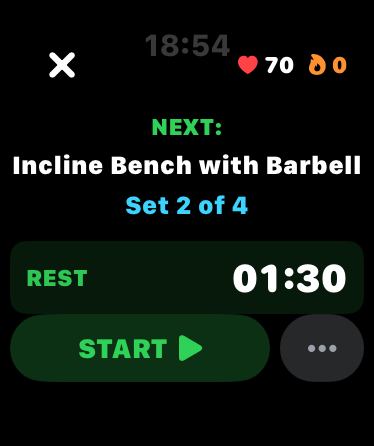 18:54
70 0
NEXT:
Incline Bench with Barbell
Set 2 of 4
REST 01:30
START